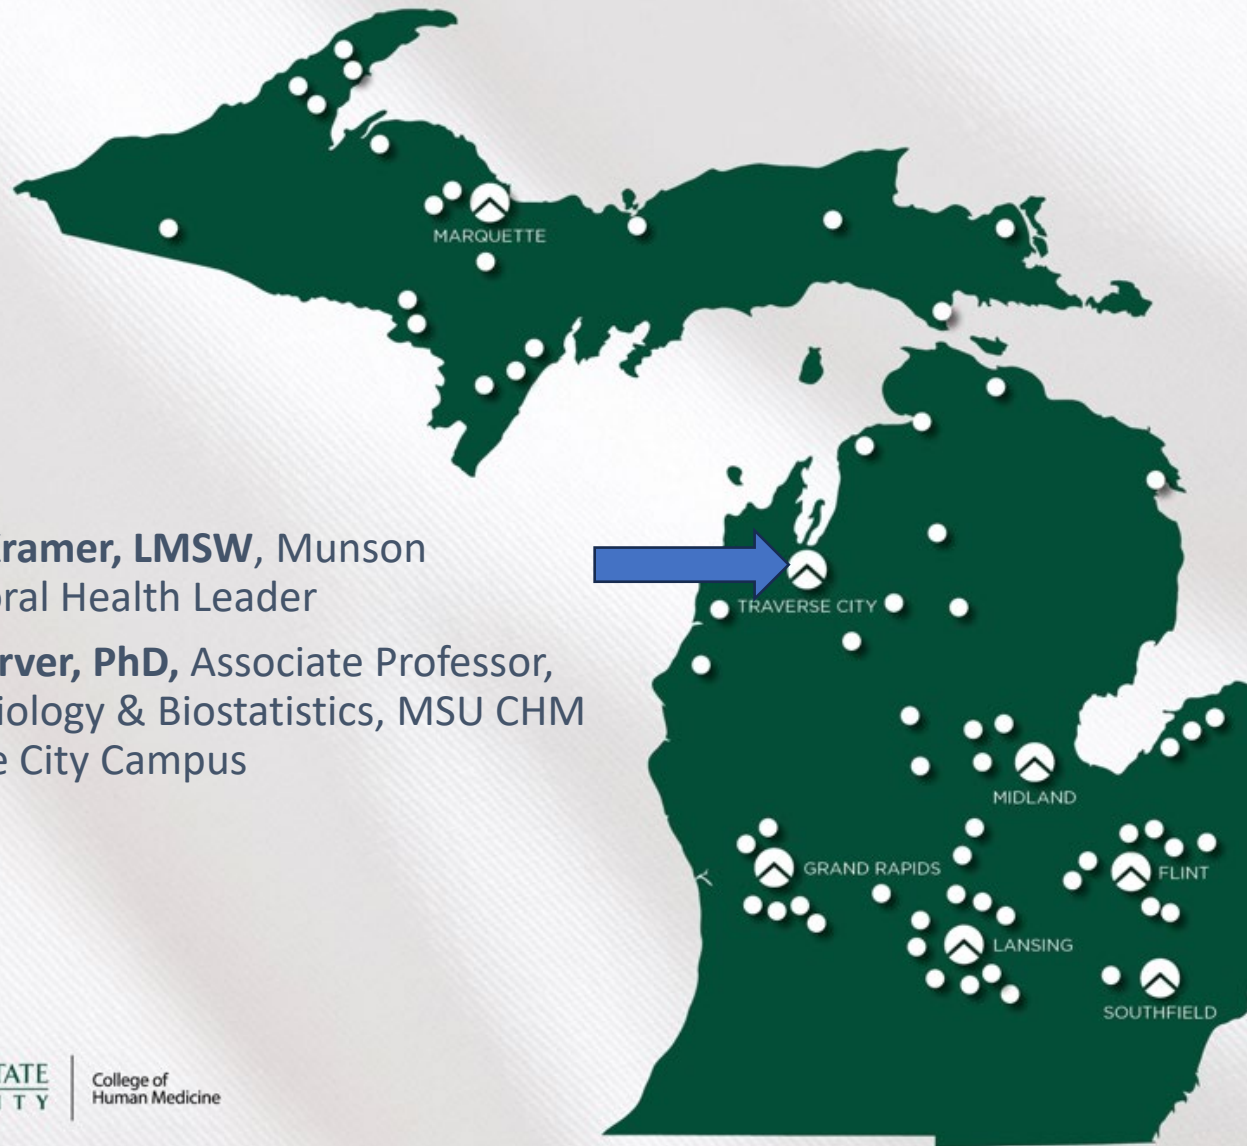 MARQUETTE
ramer, LMSW, Munson
oral Health Leader
TRAVERSE CITY
rver, PhD, Associate Professor,
iology & Biostatistics, MSU CHM
e City Campus
MIDLAND
GRAND RAPIDS
FLINT
LANSING
SOUTHFIELD
TATE
ITY
College of
Human Medicine